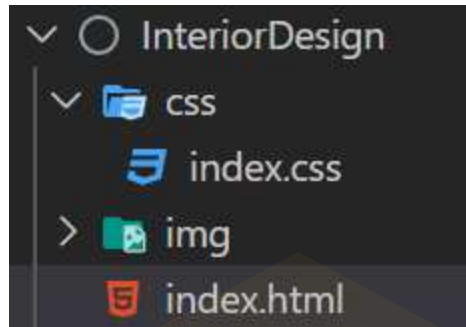 InteriorDesign
css
index.css
img
index.html